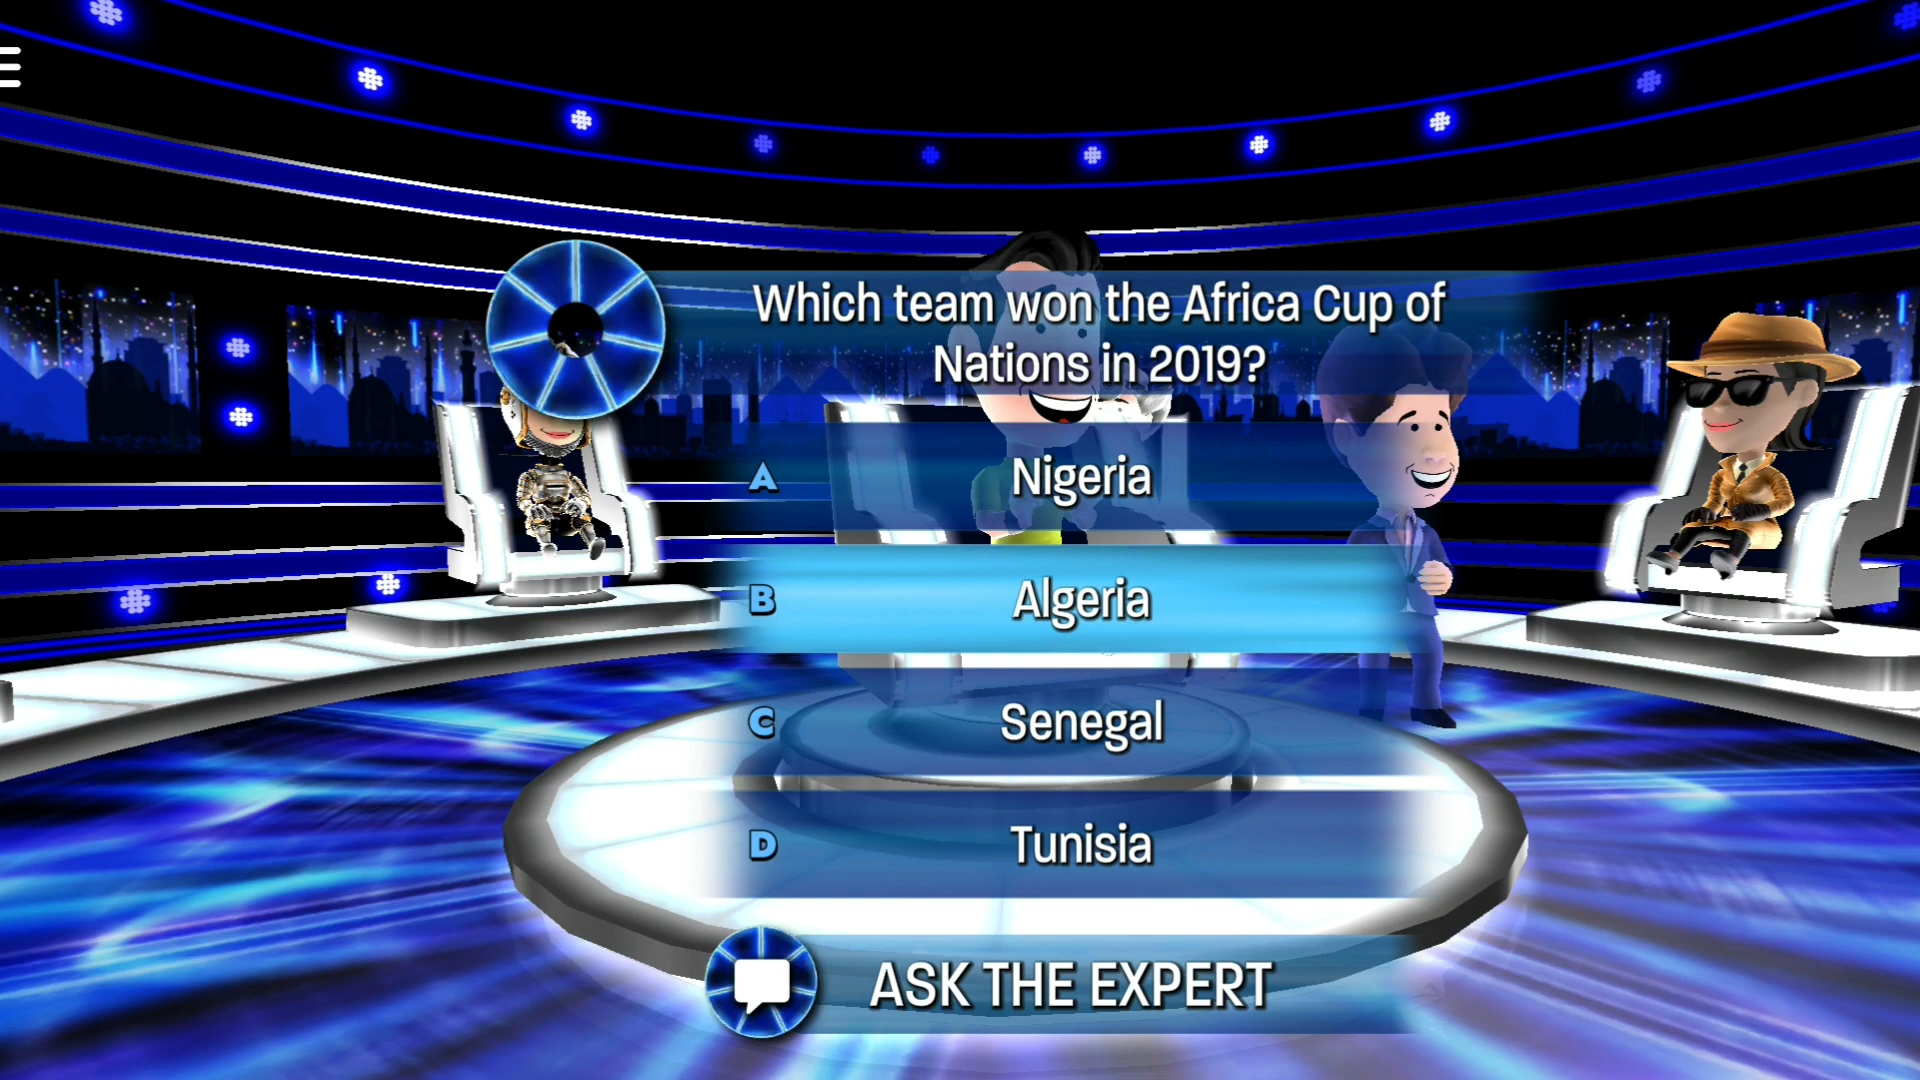 Which team won the Africa Cup of
Nations in 2019?
A Nigeria
B Algeria
C Senegal
D Tunisia
ASK THE EXPERT